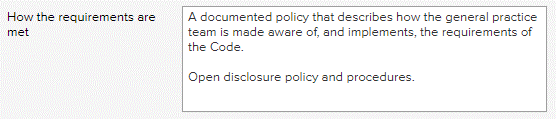 How the requirements are
met
A documented policy that describes how the general practice
team is made aware of, and implements, the requirements of
the Code.
Open disclosure policy and procedures.